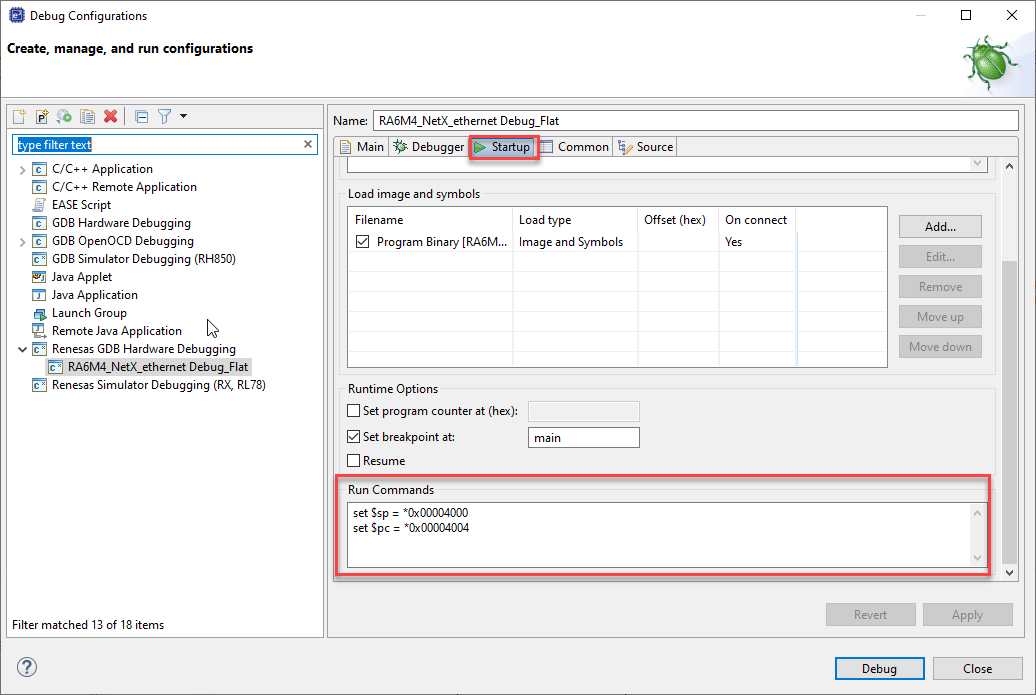 Debug Configurations
Create, manage, and run configurations
type filter text
C/C++ Application
C/C++ Remote Application
EASE Script
GDB Hardware Debugging
GDB OpenOCD Debugging
GDB Simulator Debugging (RH850)
Java Applet
Java Application
Launch Group
Remote Java Application
Renesas GDB Hardware Debugging
RA6M4_NetX_ethernet Debug_Flat
Renesas Simulator Debugging (RX, RL78)
Filter matched 13 of 18 items
Name: RA6M4_NetX_ethernet Debug_Flat
Main Debugger Startup Common Source
Load image and symbols
Filename Load type Offset (hex) On connect
Program Binary [RA6M... Image and Symbols Yes
Add...
Edit...
Remove
Move up
Move down
Runtime Options
Set program counter at (hex):
Set breakpoint at: main
Resume
Run Commands
set $sp = *0x00004000
set $pc = *0x00004004
Revert Apply
Debug Close